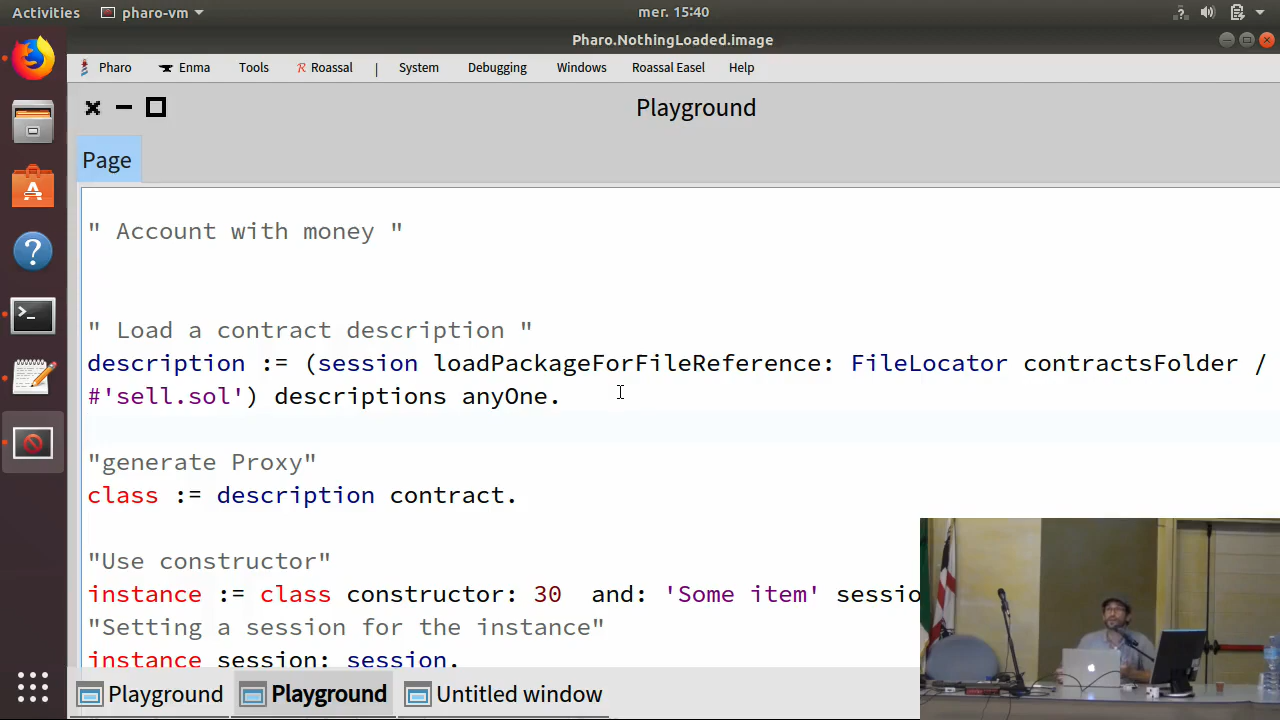 Activities pharo-vm mer. 15:40
Pharo.NothingLoaded.image
Pharo Enma Tools Roassal | System Debugging Windows Roassal Easel Help
Playground
Page
" Account with money "
" Load a contract description "
description := (session loadPackageForFileReference: FileLocator contractsFolder /
#'sell.sol') descriptions anyOne.
"generate Proxy"
class := description contract.
"Use constructor"
instance := class constructor: 30 and: 'Some item' sessio
"Setting a session for the instance"
instance session: session.
Playground Playground Untitled window